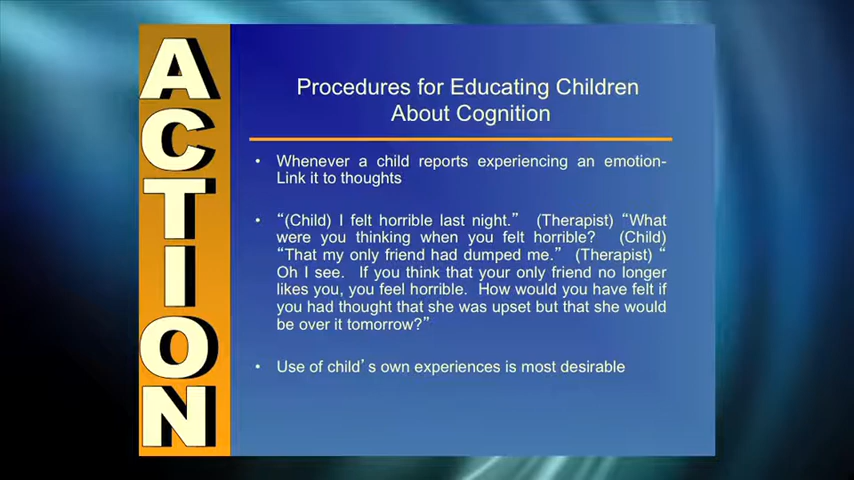 ACTION
Procedures for Educating Children
About Cognition
• Whenever a child reports experiencing an emotion-
Link it to thoughts
• “(Child) I felt horrible last night.” (Therapist) “What
were you thinking when you felt horrible? (Child)
“That my only friend had dumped me.” (Therapist) “
Oh I see. If you think that your only friend no longer
likes you, you feel horrible. How would you have felt if
you had thought that she was upset but that she would
be over it tomorrow?”
• Use of child’s own experiences is most desirable